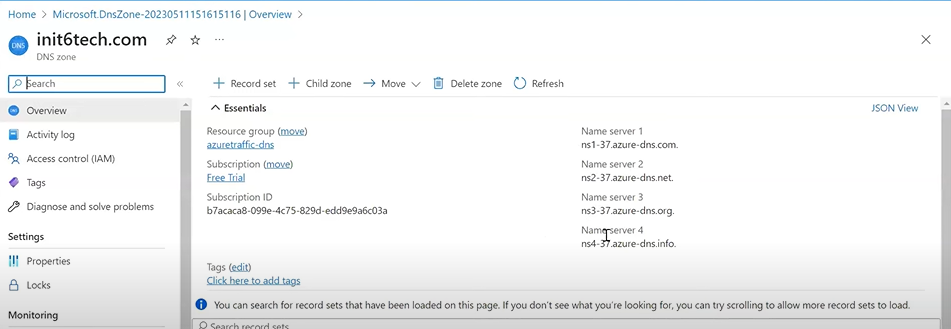 Home > Microsoft.DnsZone-20230511151615116 | Overview >
DNS
init6tech.com
...
DNS zone
Search
«
+ Record set
+ Child zone
→ Move
Delete zone
Refresh
Overview
Activity log
Access control (IAM)
Tags
Diagnose and solve problems
Settings
Properties
Locks
Monitoring
Essentials
JSON View
Resource group (move)
azuretraffic-dns
Subscription (move)
Free Trial
Subscription ID
b7acaca8-099e-4c75-829d-edd9e9a6c03a
Name server 1
ns1-37.azure-dns.com.
Name server 2
ns2-37.azure-dns.net.
Name server 3
ns3-37.azure-dns.org.
Name server 4
ns4-37.azure-dns.info.
Tags (edit)
Click here to add tags
You can search for record sets that have been loaded on this page. If you don't see what you're looking for, you can try scrolling to allow more record sets to load.
Search record sets